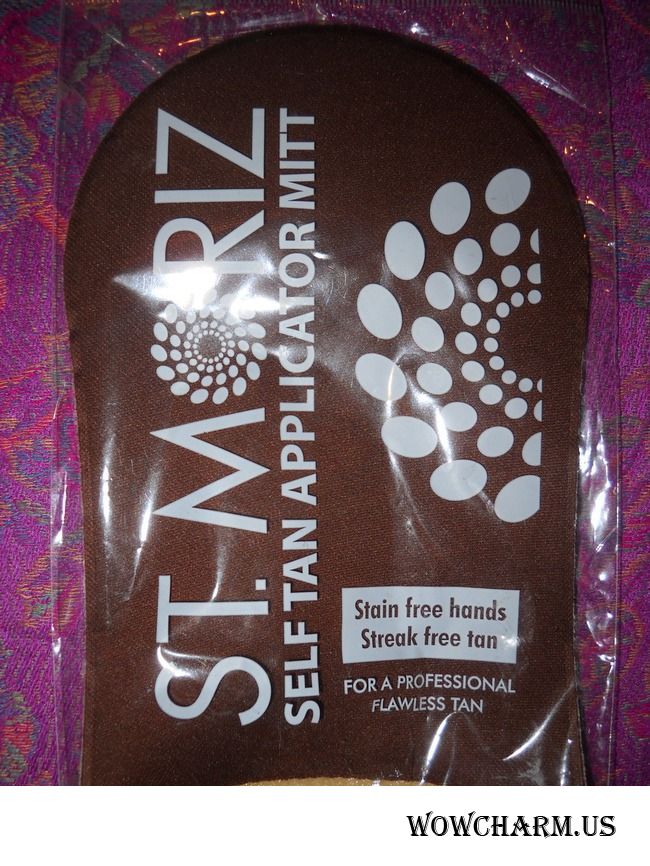 ST. MORIZ
SELF TAN APPLICATOR MITT
Stain free hands
Streak free tan
FOR A PROFESSIONAL
FLAWLESS TAN
WOWCHARM.US